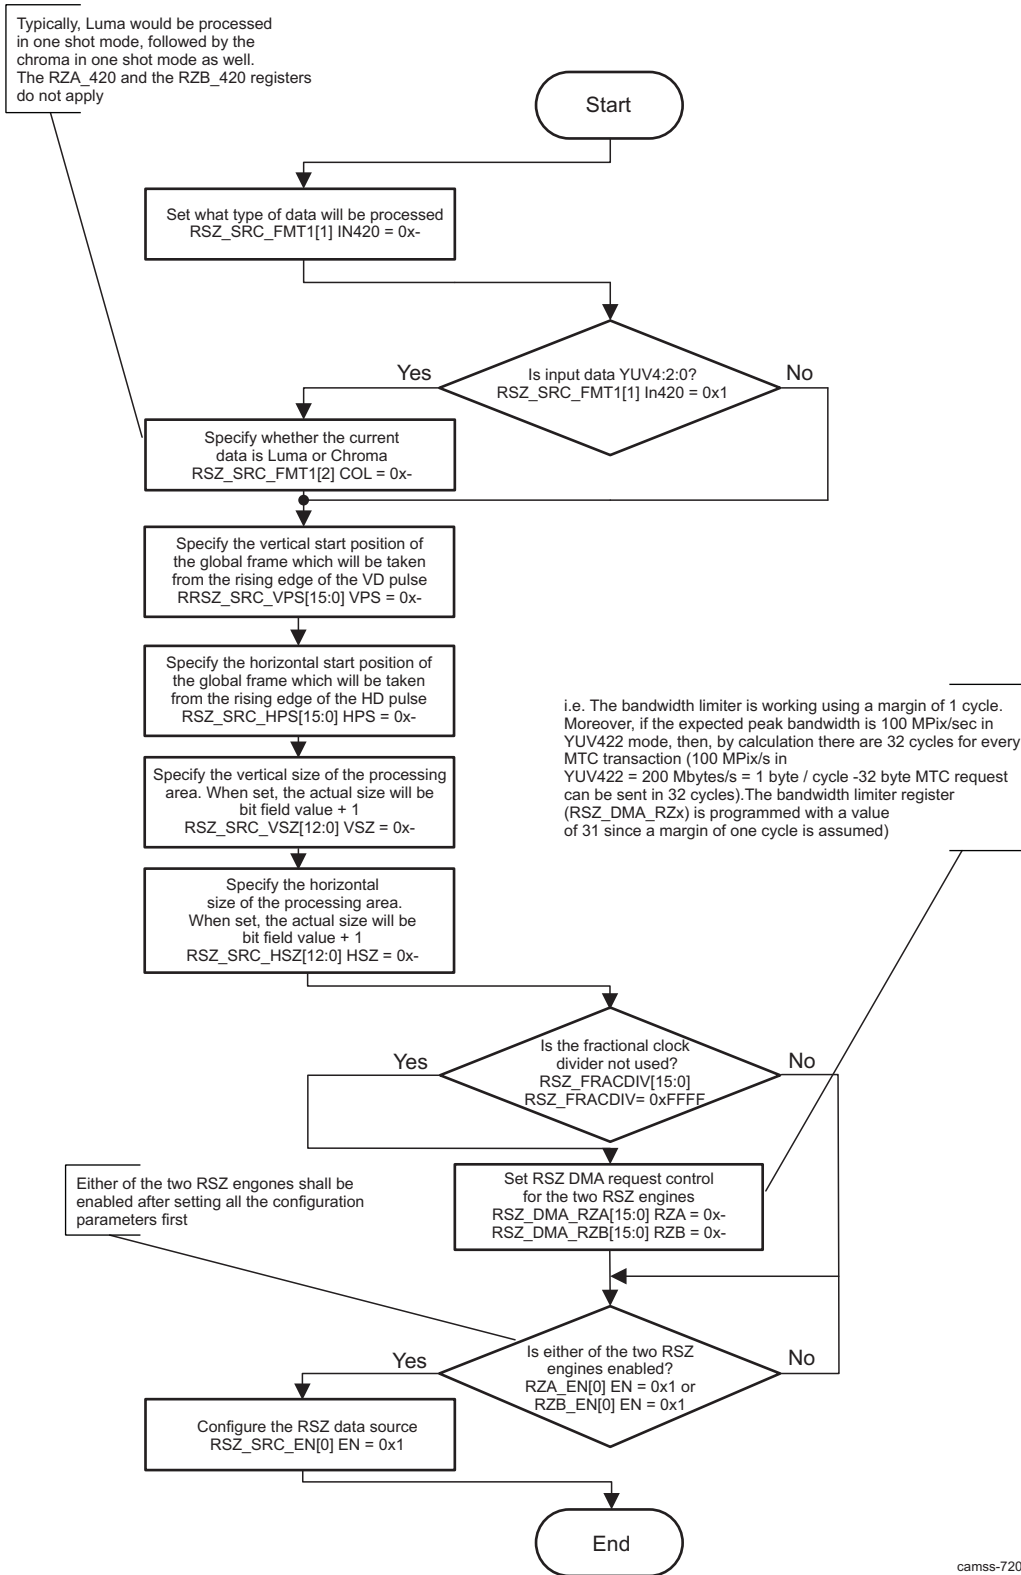 Typically, Luma would be processed
in one shot mode, followed by the
chroma in one shot mode as well.
The RZA_420 and the RZB_420 registers
do not apply
Start
Set what type of data will be processed
RSZ_SRC_FMT1[1] IN420 = 0x-
Yes
Is input data YUV4:2:0?
RSZ_SRC_FMT1[1] In420 = 0x1
No
Specify whether the current
data is Luma or Chroma
RSZ_SRC_FMT1[2] COL = 0x-
Specify the vertical start position of
the global frame which will be taken
from the rising edge of the VD pulse
RRSZ_SRC_VPS[15:0] VPS = 0x-
Specify the horizontal start position of
the global frame which will be taken
from the rising edge of the HD pulse
RSZ_SRC_HPS[15:0] HPS = 0x-
i.e. The bandwidth limiter is working using a margin of 1 cycle.
Moreover, if the expected peak bandwidth is 100 MPix/sec in
YUV422 mode, then, by calculation there are 32 cycles for every
MTC transaction (100 MPix/s in
YUV422 = 200 Mbytes/s = 1 byte / cycle -32 byte MTC request
can be sent in 32 cycles).The bandwidth limiter register
(RSZ_DMA_RZx) is programmed with a value
of 31 since a margin of one cycle is assumed)
Specify the vertical size of the processing
area. When set, the actual size will be
bit field value + 1
RSZ_SRC_VSZ[12:0] VSZ = 0x-
Specify the horizontal
size of the processing area.
When set, the actual size will be
bit field value + 1
RSZ_SRC_HSZ[12:0] HSZ = 0x-
Yes
Is the fractional clock
divider not used?
RSZ_FRACDIV[15:0]
RSZ_FRACDIV= 0xFFFF
No
Set RSZ DMA request control
for the two RSZ engines
RSZ_DMA_RZA[15:0] RZA = 0x-
RSZ_DMA_RZB[15:0] RZB = 0x-
Either of the two RSZ engones shall be
enabled after setting all the configuration
parameters first
Yes
Is either of the two RSZ
engines enabled?
RZA_EN[0] EN = 0x1 or
RZB_EN[0] EN = 0x1
No
Configure the RSZ data source
RSZ_SRC_EN[0] EN = 0x1
End
camss-720